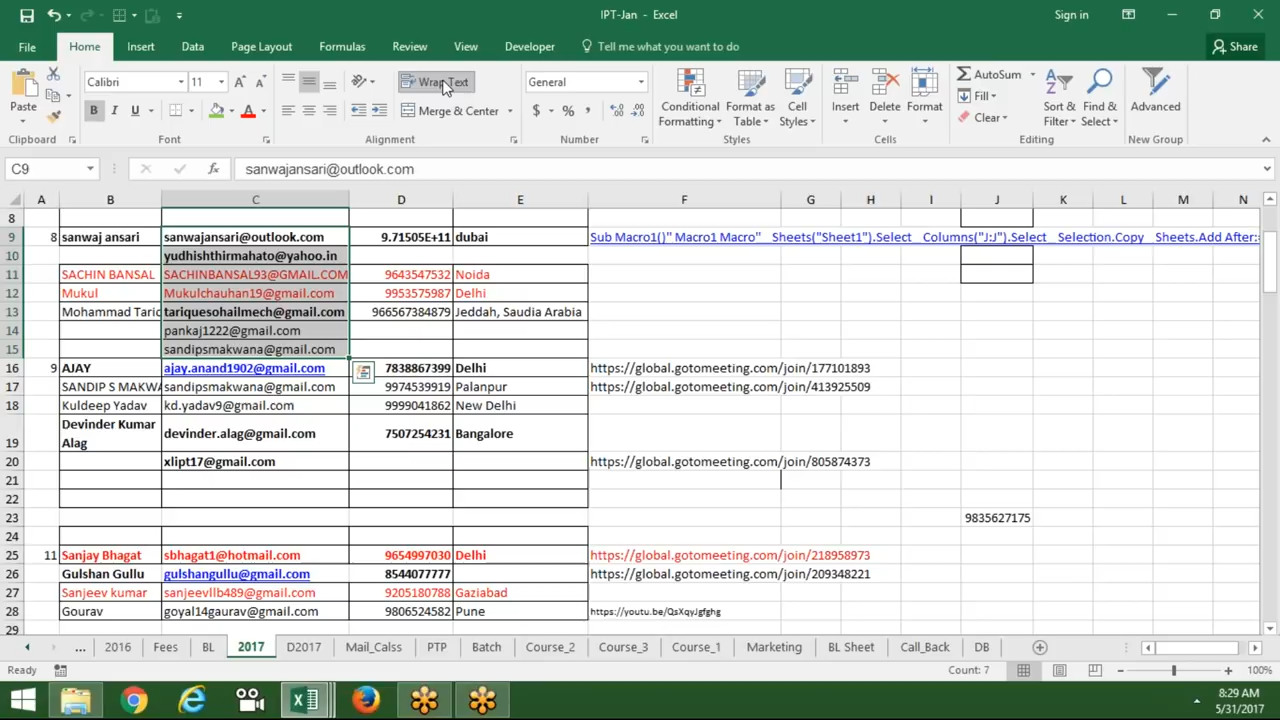 IPT-Jan - Excel
Sign in
File Home Insert Data Page Layout Formulas Review View Developer Tell me what you want to do Share
Paste
Calibri 11
B I U
Wrap Text
Merge & Center
General
$ %
Conditional Formatting
Format as Table
Cell Styles
Insert
Delete
Format
AutoSum
Fill
Clear
Sort & Filter
Find & Select
Advanced
Clipboard Font Alignment Number Styles Cells Editing New Group
C9 fx sanwajansari@outlook.com
A B C D E F G H I J K L M N
8
9 8 sanwaj ansari sanwajansari@outlook.com 9.71505E+11 dubai Sub Macro1()" Macro1 Macro" Sheets("Sheet1").Select Columns("J:J").Select Selection.Copy Sheets.Add After:=
10 yudhishthirmahato@yahoo.in
11 SACHIN BANSAL SACHINBANSAL93@GMAIL.COM 9643547532 Noida
12 Mukul Mukulchauhan19@gmail.com 9953575987 Delhi
13 Mohammad Tariq tariquesohailmech@gmail.com 966567384879 Jeddah, Saudia Arabia
14 pankaj1222@gmail.com
15 sandipsmakwana@gmail.com
16 9 AJAY ajay.anand1902@gmail.com 7838867399 Delhi https://global.gotomeeting.com/join/177101893
17 SANDIP S MAKWA sandipsmakwana@gmail.com 9974539919 Palanpur https://global.gotomeeting.com/join/413925509
18 Kuldeep Yadav kd.yadav9@gmail.com 9999041862 New Delhi
19 Devinder Kumar Alag devinder.alag@gmail.com 7507254231 Bangalore
20 xlipt17@gmail.com https://global.gotomeeting.com/join/805874373
21
22
23 9835627175
24
25 11 Sanjay Bhagat sbhagat1@hotmail.com 9654997030 Delhi https://global.gotomeeting.com/join/218958973
26 Gulshan Gullu gulshangullu@gmail.com 8544077777 https://global.gotomeeting.com/join/209348221
27 Sanjeev kumar sanjeevllb489@gmail.com 9205180788 Gaziabad
28 Gourav goyal14gaurav@gmail.com 9806524582 Pune https://youtu.be/QsXqyJgfghg
29
... 2016 Fees BL 2017 D2017 Mail_Calss PTP Batch Course_2 Course_3 Course_1 Marketing BL Sheet Call_Back DB
Ready Count: 7 100%
8:29 AM
5/31/2017